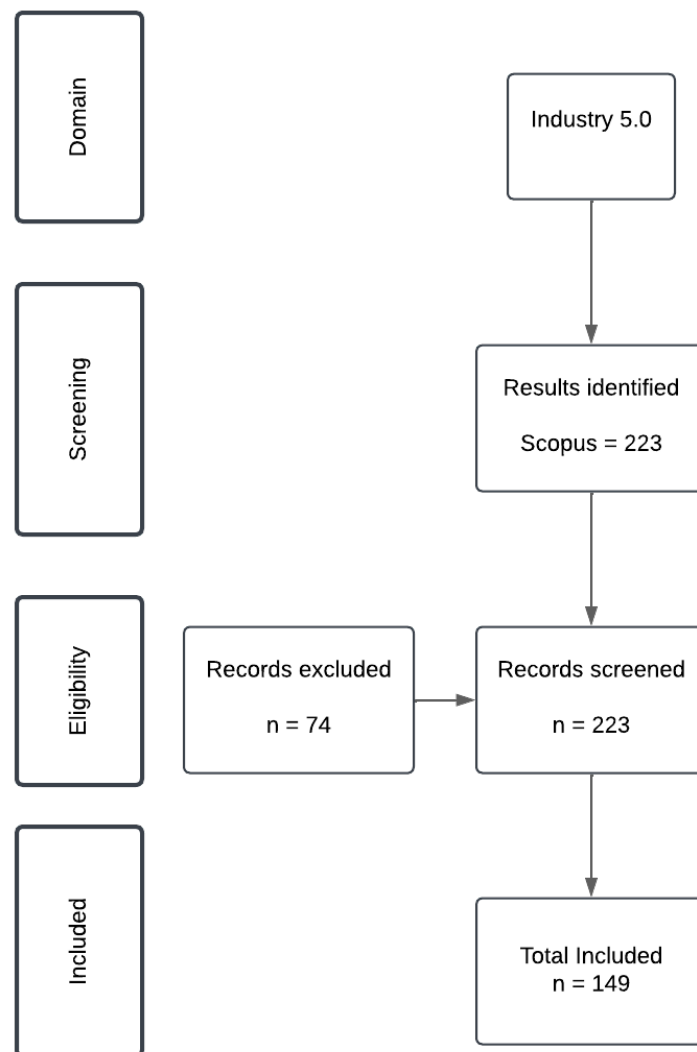 Domain
Industry 5.0
Screening
Results identified
Scopus = 223
Eligibility
Records excluded
n = 74
Records screened
n = 223
Included
Total Included
n = 149